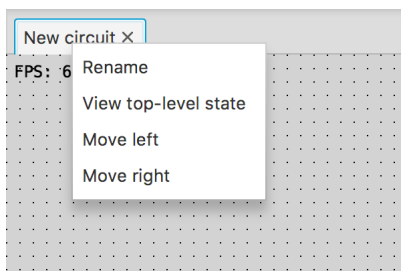 New circuit ×
FPS: 6
Rename
View top-level state
Move left
Move right